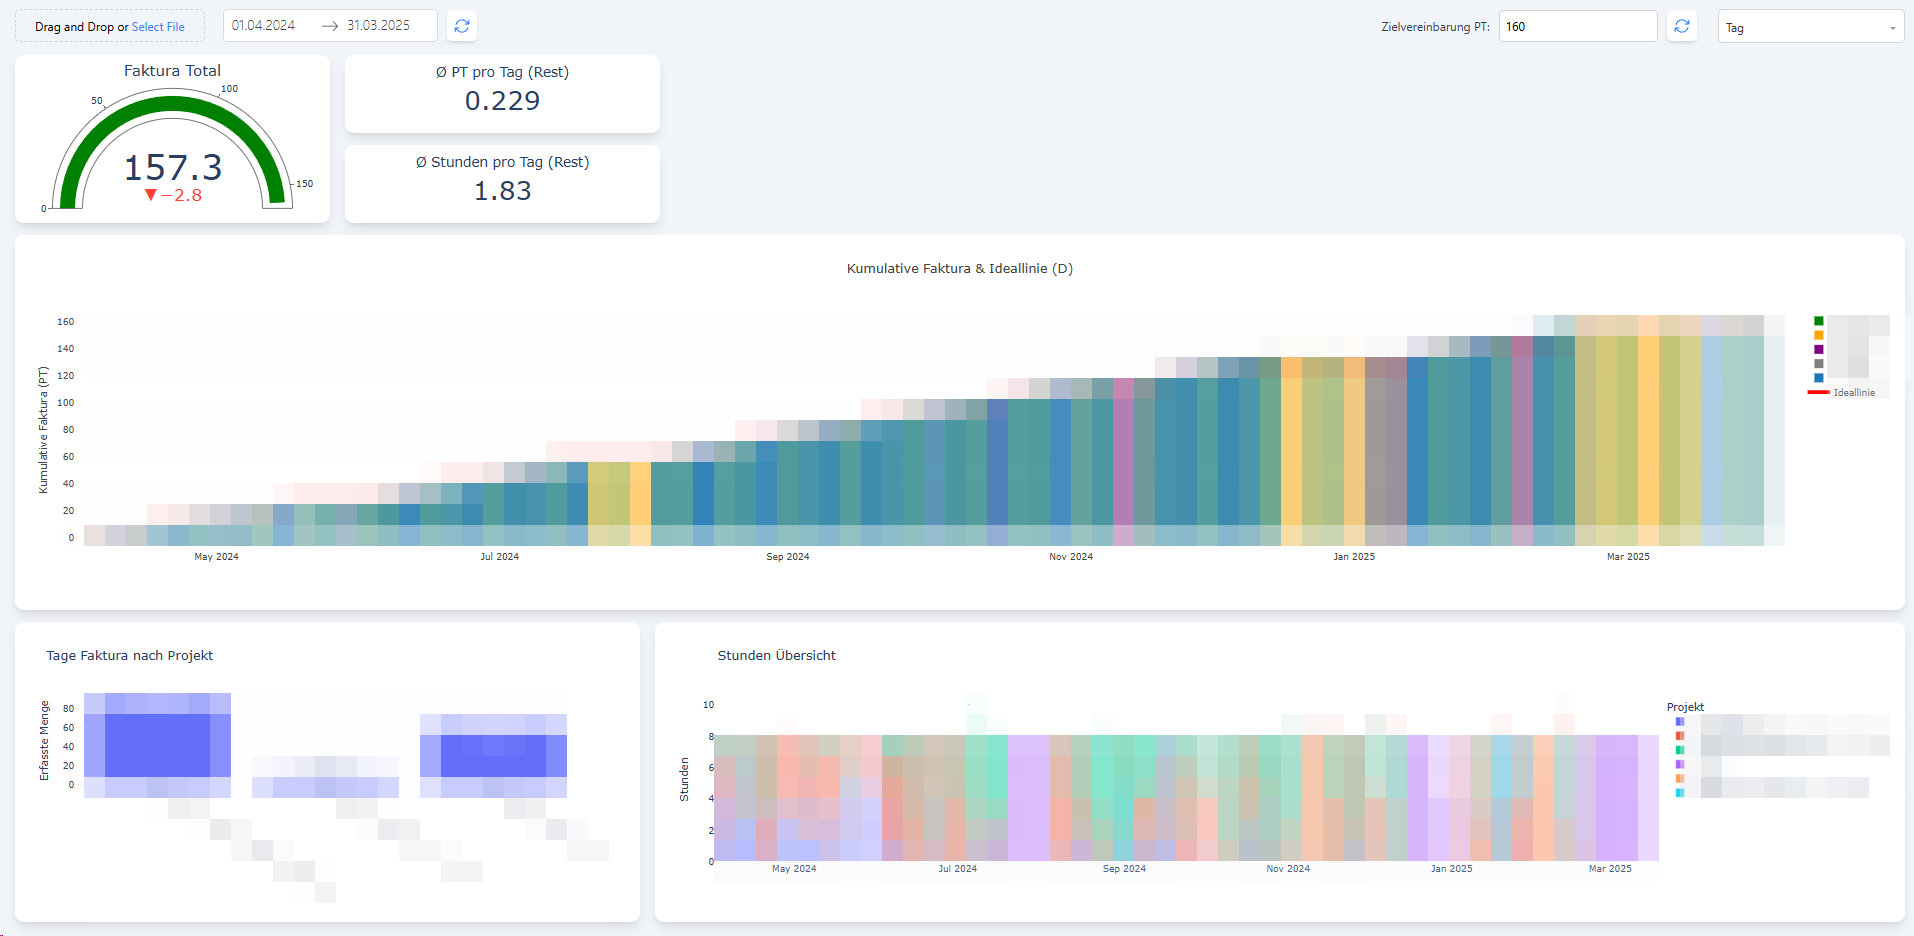 Drag and Drop or Select File
01.04.2024 → 31.03.2025
Zielvereinbarung PT: 160
Tag
Faktura Total
0
50
100
150
157.3
▼−2.8
Ø PT pro Tag (Rest)
0.229
Ø Stunden pro Tag (Rest)
1.83
Kumulative Faktura & Ideallinie (D)
Kumulative Faktura (PT)
160
140
120
100
80
60
40
20
0
May 2024
Jul 2024
Sep 2024
Nov 2024
Jan 2025
Mar 2025
Ideallinie
Tage Faktura nach Projekt
Erfasste Menge
80
60
40
20
0
Stunden Übersicht
Stunden
10
8
6
4
2
0
May 2024
Jul 2024
Sep 2024
Nov 2024
Jan 2025
Mar 2025
Projekt